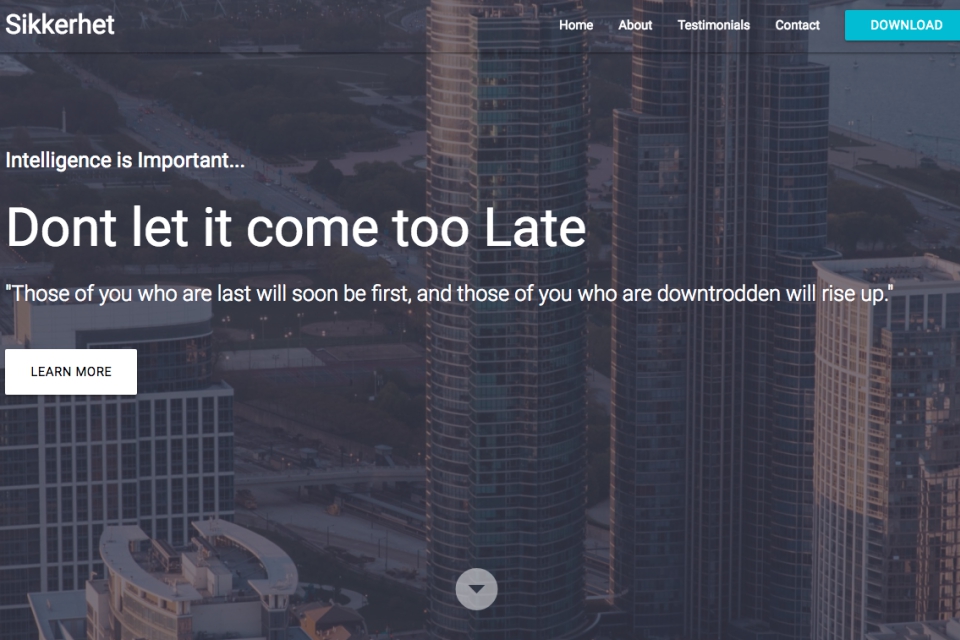 Sikkerhet
Home About Testimonials Contact DOWNLOAD
Intelligence is Important...
Dont let it come too Late
"Those of you who are last will soon be first, and those of you who are downtrodden will rise up."
LEARN MORE